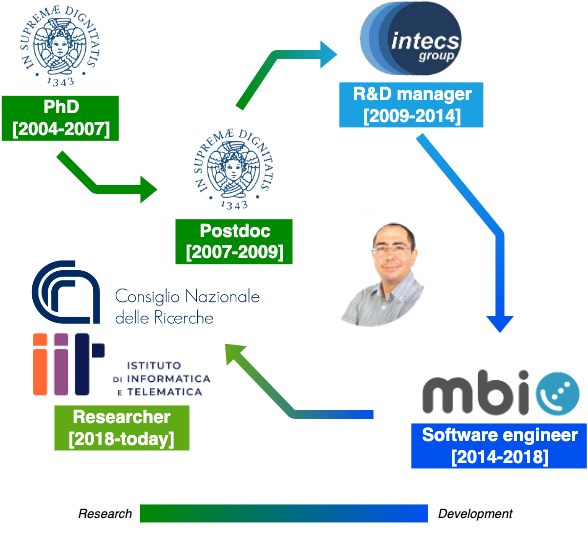 IN SUPREMÆ DIGNITATIS
1343
PhD
[2004-2007]
intecs
group
R&D manager
[2009-2014]
IN SUPREMÆ DIGNITATIS
1343
Postdoc
[2007-2009]
Consiglio Nazionale
delle Ricerche
iit
ISTITUTO
DI INFORMATICA
E TELEMATICA
Researcher
[2018-today]
mbi
Software engineer
[2014-2018]
Research
Development